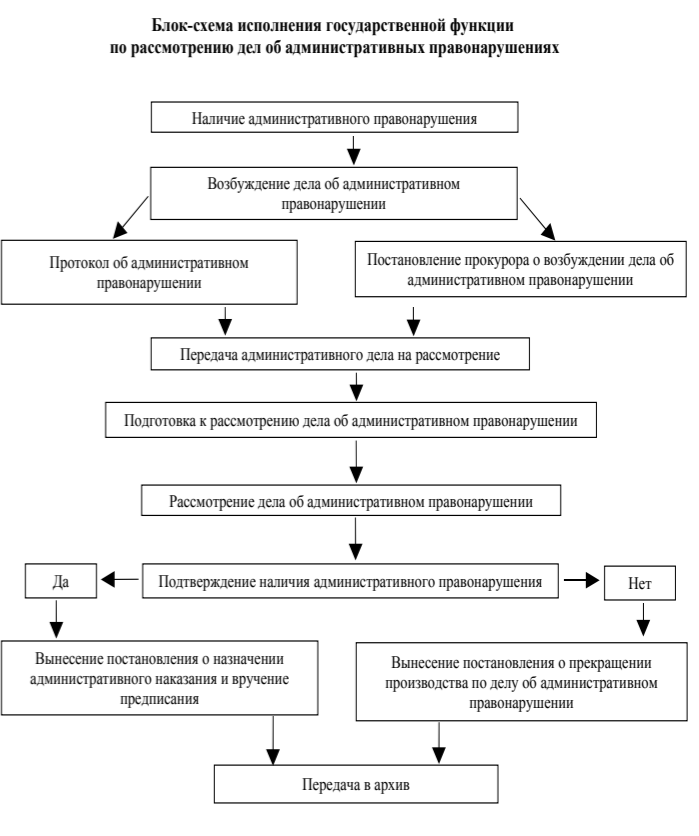 Блок-схема исполнения государственной функции
по рассмотрению дел об административных правонарушениях
Наличие административного правонарушения
Возбуждение дела об административном
правонарушении
Протокол об административном
правонарушении
Постановление прокурора о возбуждении дела об
административном правонарушении
Передача административного дела на рассмотрение
Подготовка к рассмотрению дела об административном правонарушении
Рассмотрение дела об административном правонарушении
Да
Подтверждение наличия административного правонарушения
Нет
Вынесение постановления о назначении
административного наказания и вручение
предписания
Вынесение постановления о прекращении
производства по делу об административном
правонарушении
Передача в архив